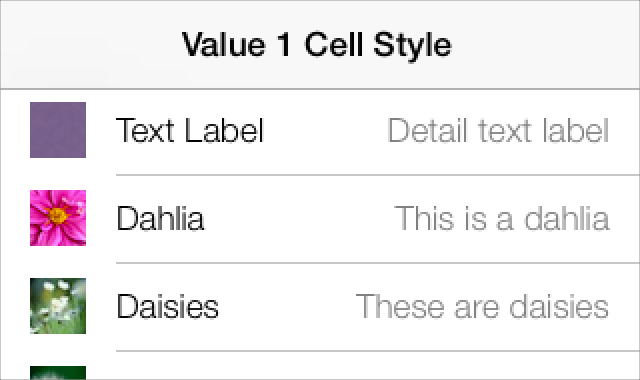 Value 1 Cell Style
Text Label Detail text label
Dahlia This is a dahlia
Daisies These are daisies